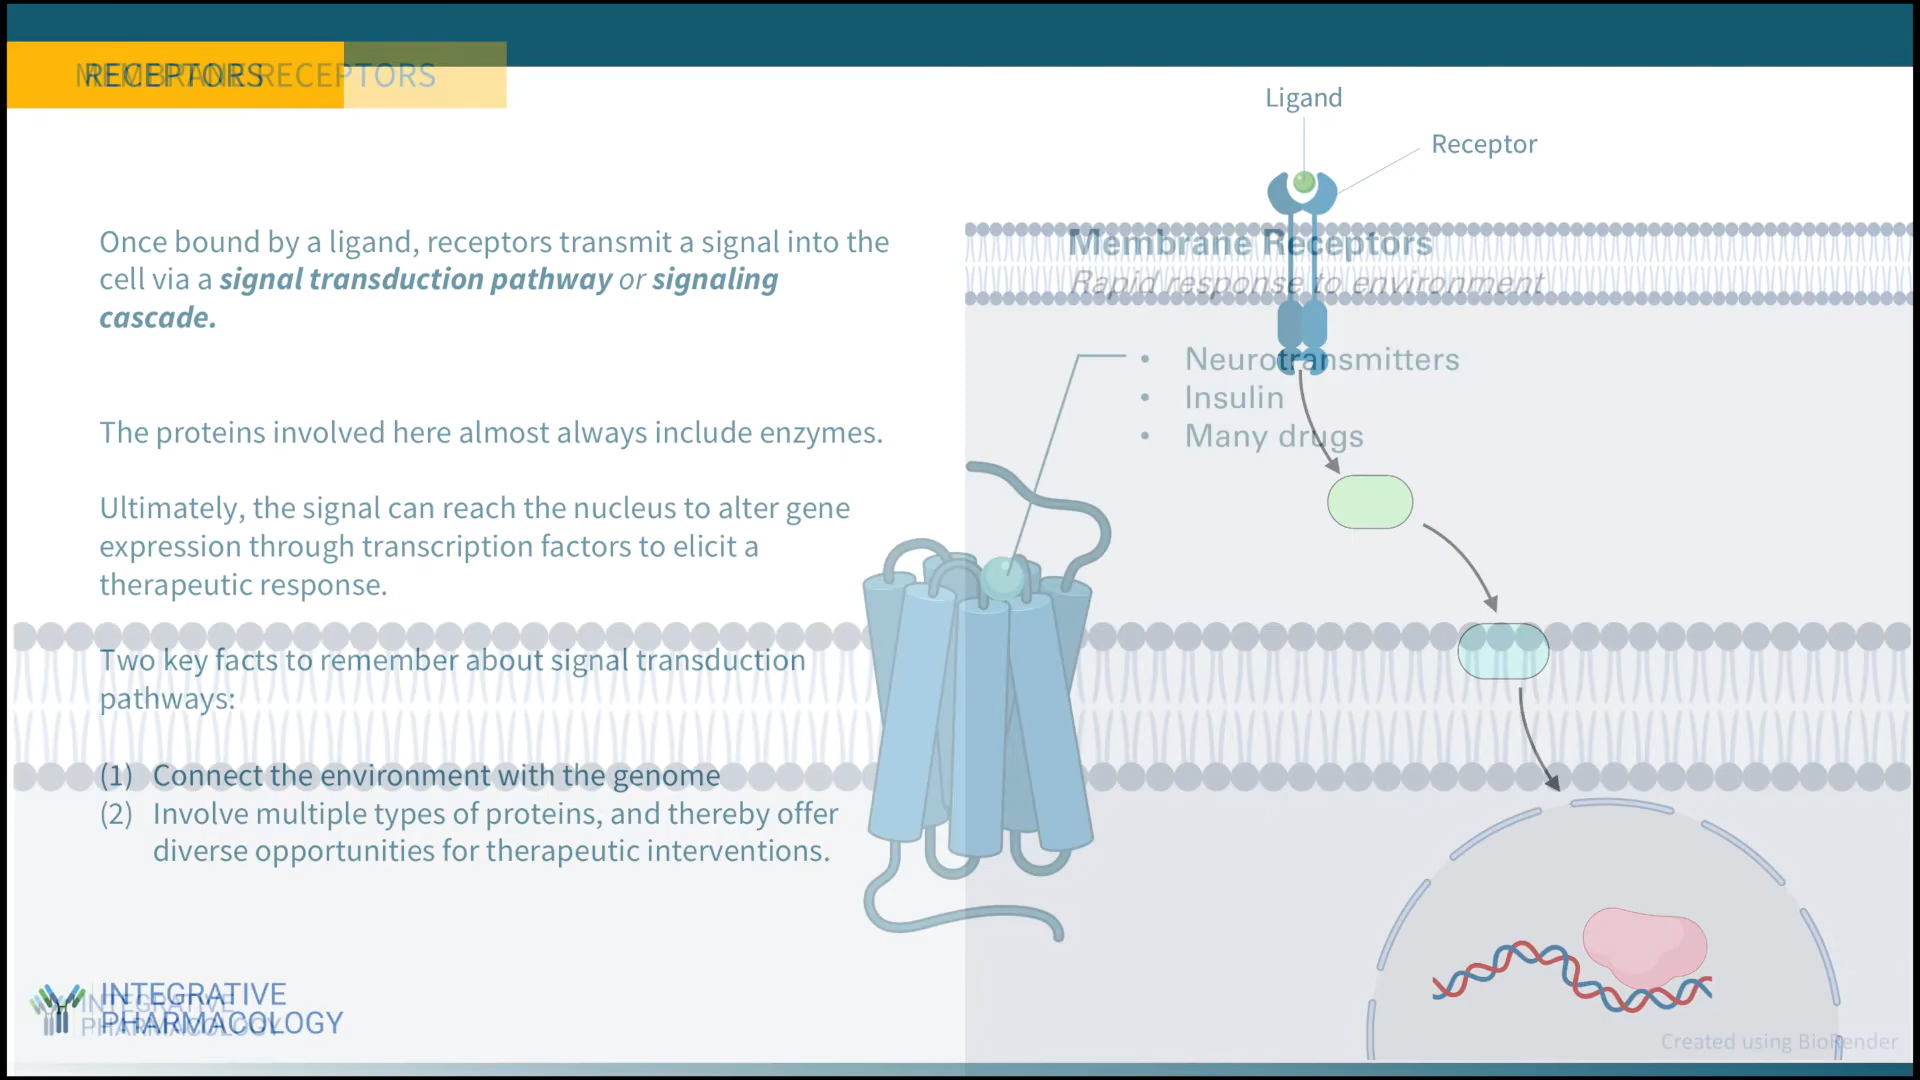 RECEPTORS
MEMBRANE RECEPTORS
Ligand
Receptor
Once bound by a ligand, receptors transmit a signal into the
cell via a signal transduction pathway or signaling
cascade.
The proteins involved here almost always include enzymes.
Ultimately, the signal can reach the nucleus to alter gene
expression through transcription factors to elicit a
therapeutic response.
Two key facts to remember about signal transduction
pathways:
(1) Connect the environment with the genome
(2) Involve multiple types of proteins, and thereby offer
diverse opportunities for therapeutic interventions.
Membrane Receptors
Rapid response to environment
• Neurotransmitters
• Insulin
• Many drugs
INTEGRATIVE
PHARMACOLOGY
INTEGRATIVE
PHARMACOLOGY
Created using BioRender